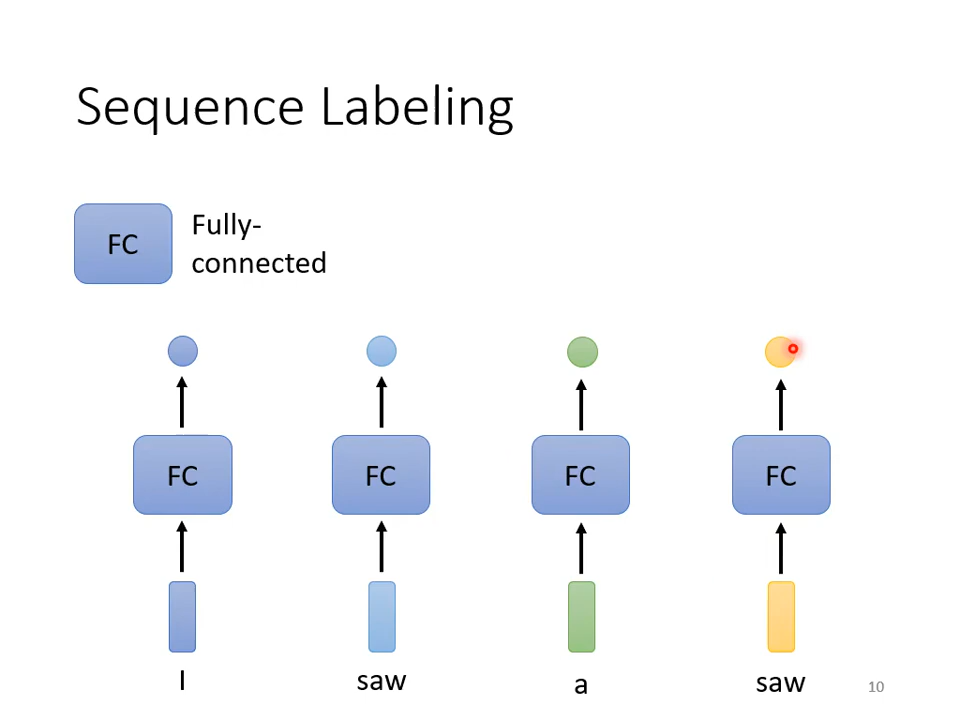 Sequence Labeling
FC
Fully-
connected
FC FC FC FC
I saw a saw
10